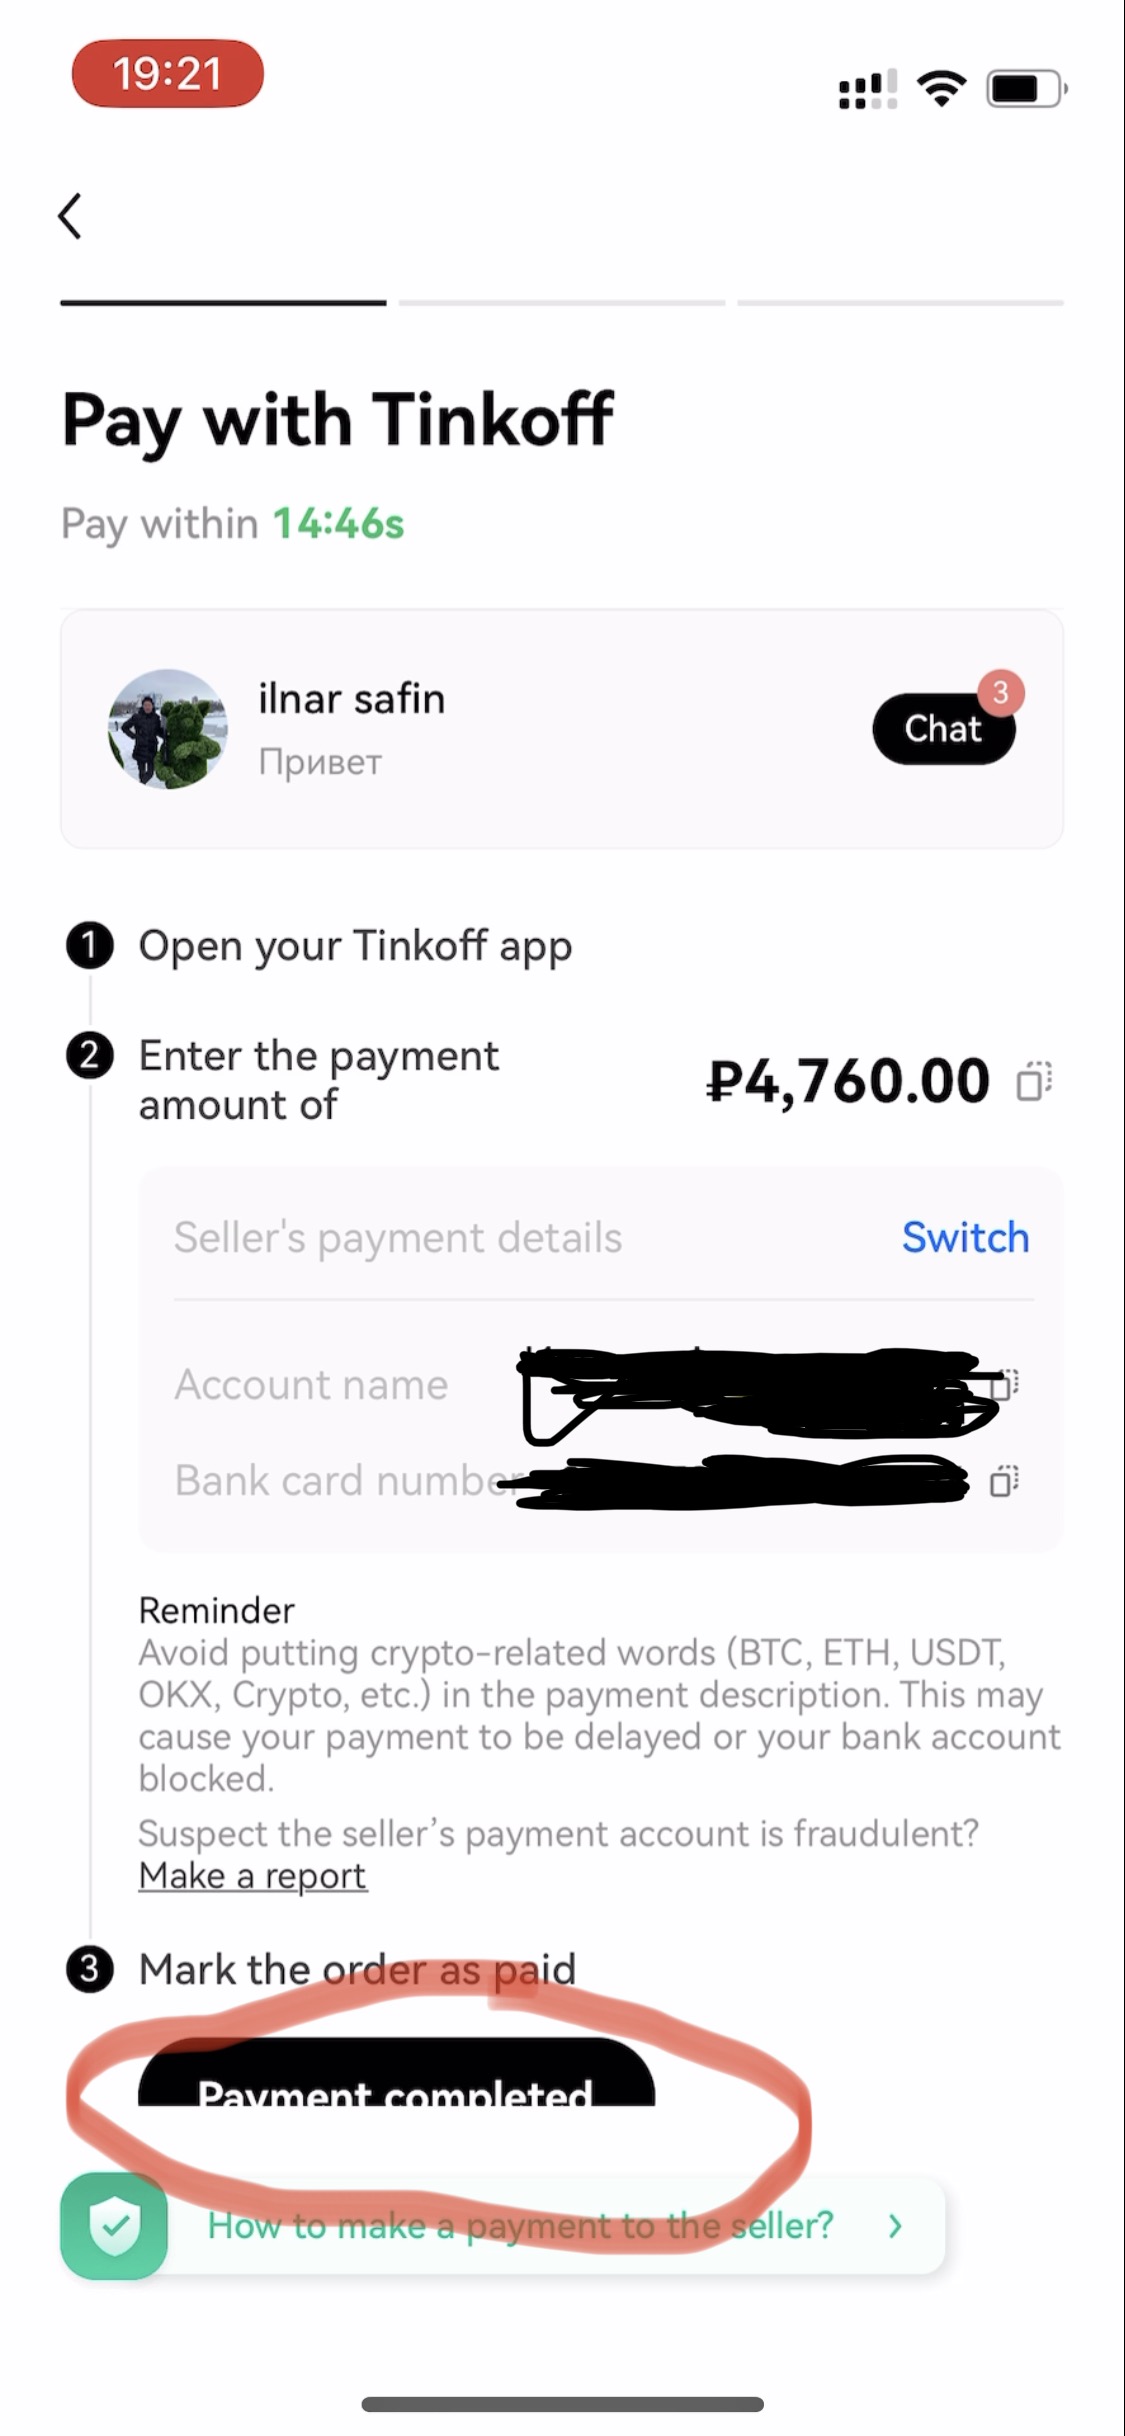 19:21
Pay with Tinkoff
Pay within 14:46s
ilnar safin
3
Chat
Привет
1 Open your Tinkoff app
2 Enter the payment
amount of
₽4,760.00
Seller's payment details Switch
Account name
Bank card number
Reminder
Avoid putting crypto-related words (BTC, ETH, USDT,
OKX, Crypto, etc.) in the payment description. This may
cause your payment to be delayed or your bank account
blocked.
Suspect the seller's payment account is fraudulent?
Make a report
3 Mark the order as paid
Payment completed
How to make a payment to the seller?